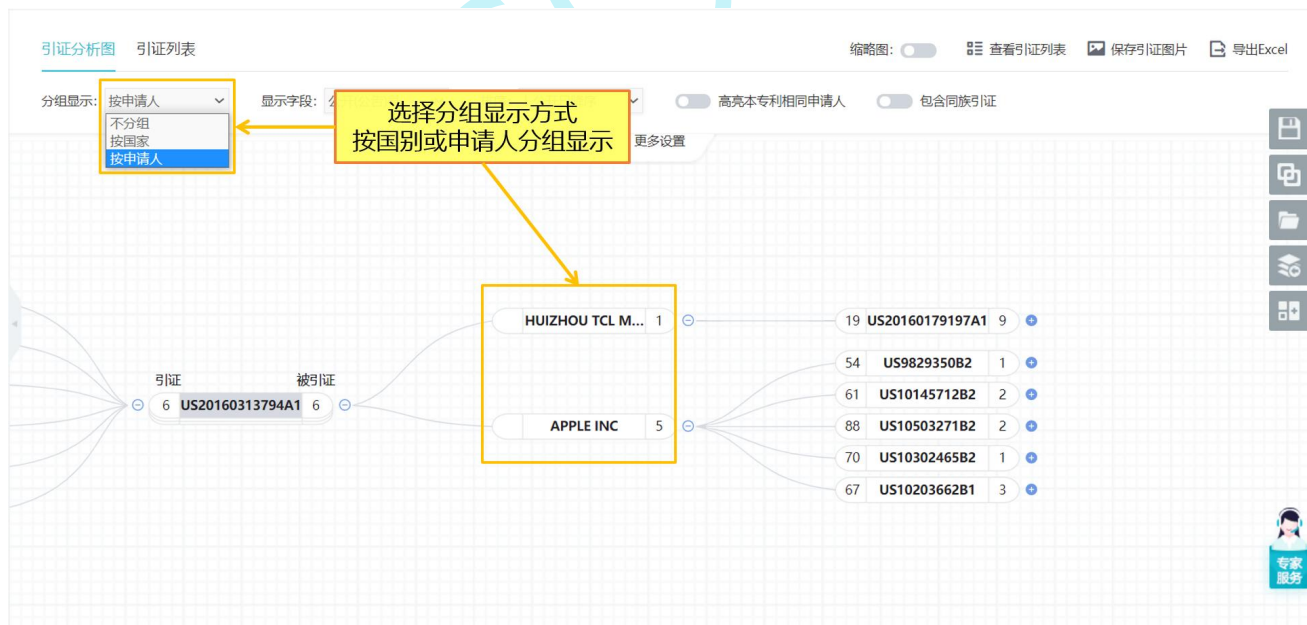 引证分析图 引证列表 缩略图: 查看引证列表 保存引证图片 导出Excel
分组显示: 按申请人 显示字段: 高亮本专利相同申请人 包含同族引证
不分组
按国家
按申请人
选择分组显示方式
按国别或申请人分组显示
更多设置
HUIZHOU TCL M... 1 19 US20160179197A1 9
54 US9829350B2 1
引证 被引证
6 US20160313794A1 6
61 US10145712B2 2
APPLE INC 5 88 US10503271B2 2
70 US10302465B2 1
67 US10203662B1 3
专家
服务